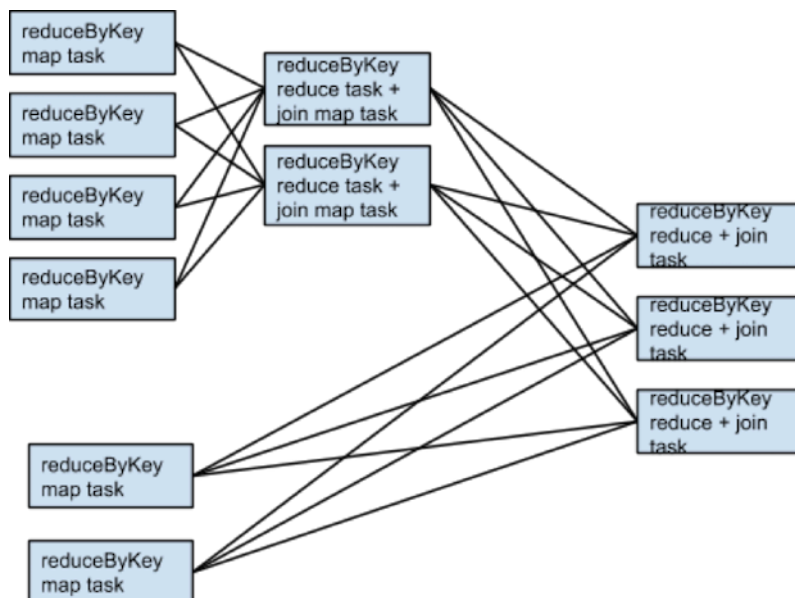 reduceByKey
map task
reduceByKey
map task
reduceByKey
map task
reduceByKey
map task
reduceByKey
reduce task +
join map task
reduceByKey
reduce task +
join map task
reduceByKey
reduce + join
task
reduceByKey
reduce + join
task
reduceByKey
reduce + join
task
reduceByKey
map task
reduceByKey
map task